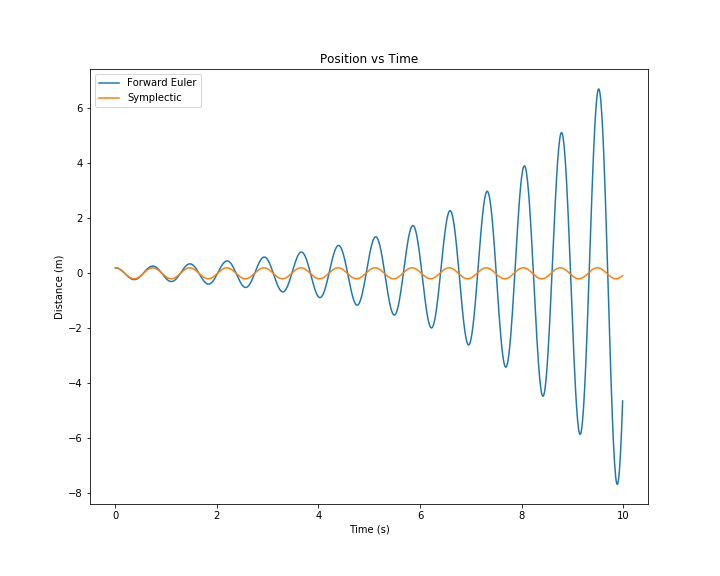 Position vs Time
Forward Euler
Symplectic
6
4
2
0
−2
−4
−6
−8
Distance (m)
0
2
4
6
8
10
Time (s)